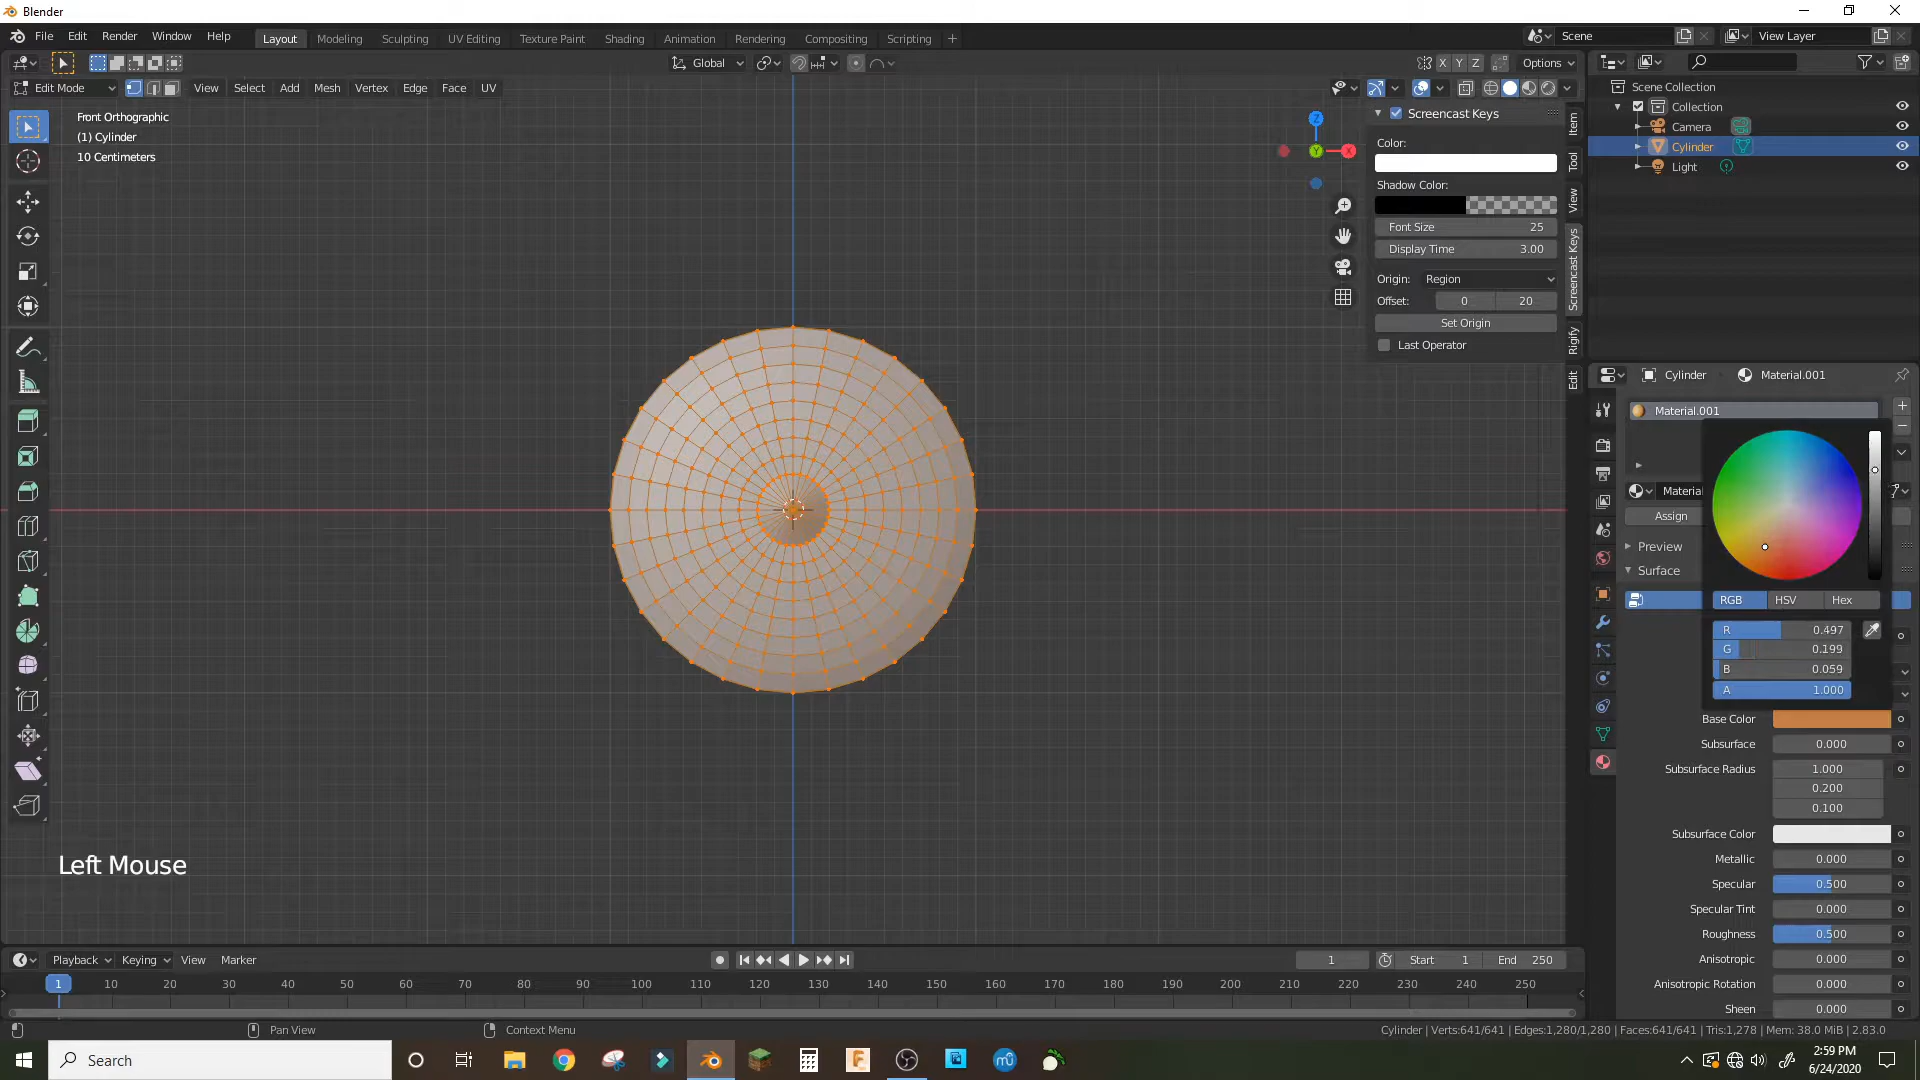 Blender
File Edit Render Window Help
Layout Modeling Sculpting UV Editing Texture Paint Shading Animation Rendering Compositing Scripting +
Scene
View Layer
Global
X Y Z
Options
Edit Mode View Select Add Mesh Vertex Edge Face UV
Front Orthographic
(1) Cylinder
10 Centimeters
Z
Y
X
Screencast Keys
Color:
Shadow Color:
Font Size 25
Display Time 3.00
Origin: Region
Offset: 0 20
Set Origin
Last Operator
Item
Tool
View
Screencast Keys
Rigify
Edit
Scene Collection
Collection
Camera
Cylinder
Light
Cylinder Material.001
Material.001
Material
Assign
Preview
Surface
RGB HSV Hex
R 0.497
G 0.199
B 0.059
A 1.000
Base Color
Subsurface 0.000
Subsurface Radius 1.000
0.200
0.100
Subsurface Color
Metallic 0.000
Specular 0.500
Specular Tint 0.000
Roughness 0.500
Anisotropic 0.000
Anisotropic Rotation 0.000
Sheen 0.000
Left Mouse
Playback Keying View Marker
1
Start 1
End 250
1 10 20 30 40 50 60 70 80 90 100 110 120 130 140 150 160 170 180 190 200 210 220 230 240 250
Pan View
Context Menu
Cylinder | Verts:641/641 | Edges:1,280/1,280 | Faces:641/641 | Tris:1,278 | Mem: 38.0 MiB | 2.83.0
Search
2:59 PM
6/24/2020